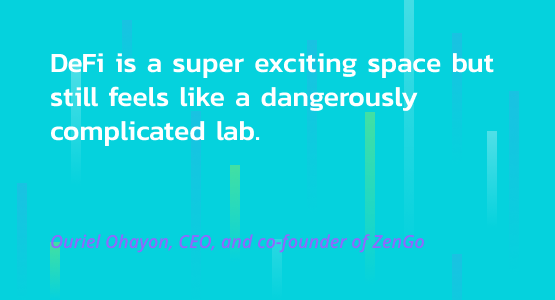 DeFi is a super exciting space but
still feels like a dangerously
complicated lab.
Ouriel Ohayon, CEO, and co-founder of ZenGo